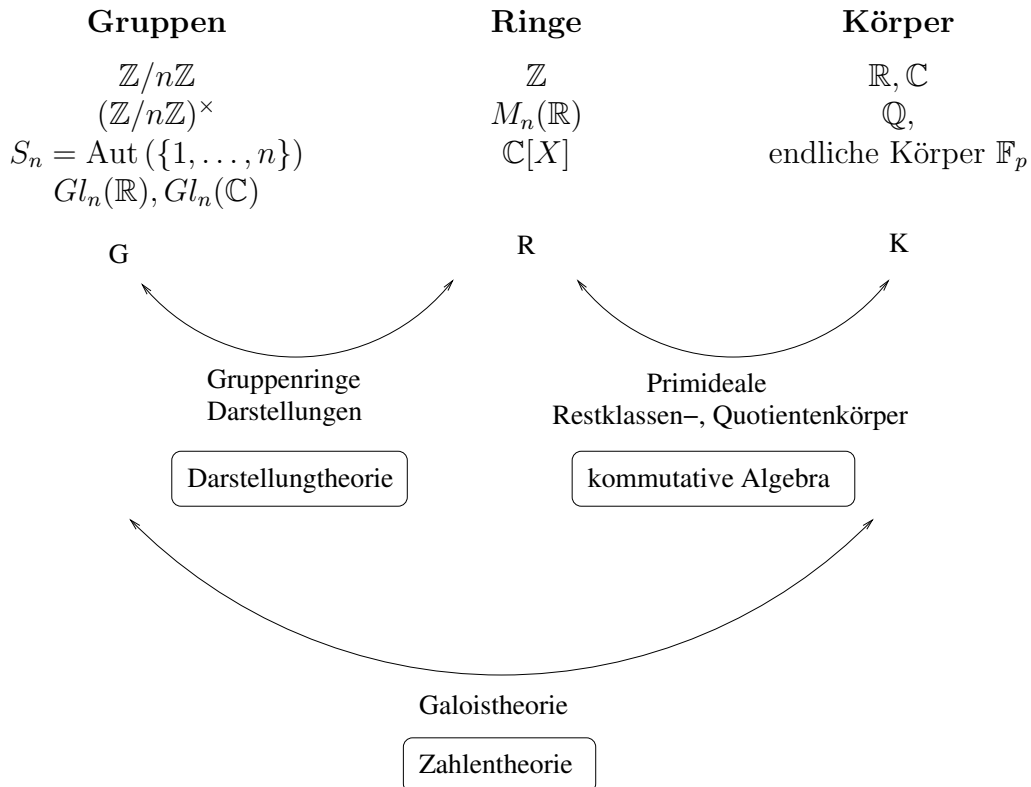 Gruppen Ringe Körper
ℤ/nℤ ℤ ℝ, ℂ
(ℤ/nℤ)^× M_n(ℝ) ℚ,
S_n = Aut ({1, . . . , n}) ℂ[X] endliche Körper 𝔽_p
Gl_n(ℝ), Gl_n(ℂ)
G R K
Gruppenringe Primideale
Darstellungen Restklassen–, Quotientenkörper
Darstellungtheorie kommutative Algebra
Galoistheorie
Zahlentheorie